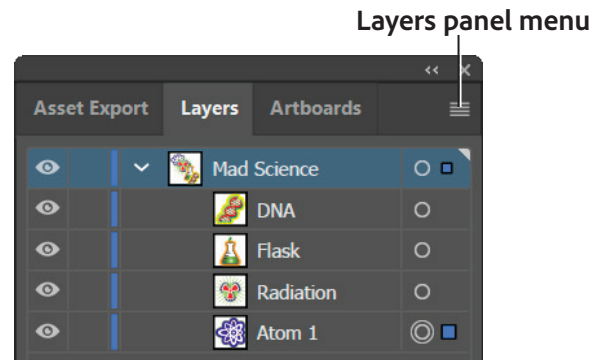 Layers panel menu
Asset Export Layers Artboards
Mad Science
DNA
Flask
Radiation
Atom 1